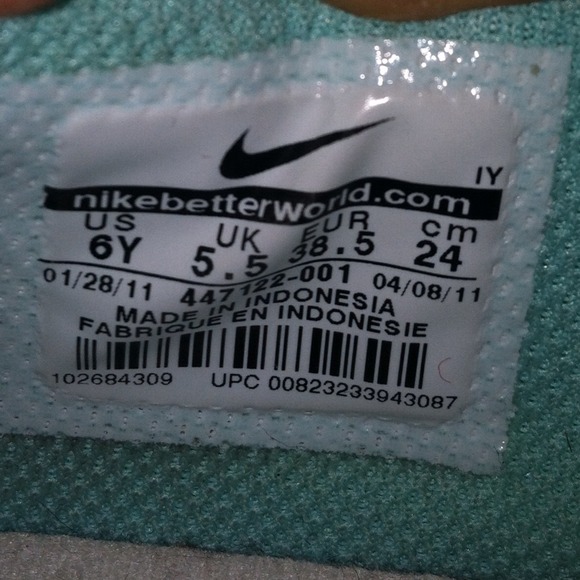 IY
nikebetterworld.com
US UK EUR cm
6Y 5.5 38.5 24
01/28/11 447122-001 04/08/11
MADE IN INDONESIA
FABRIQUE EN INDONESIE
102684309 UPC 00823233943087